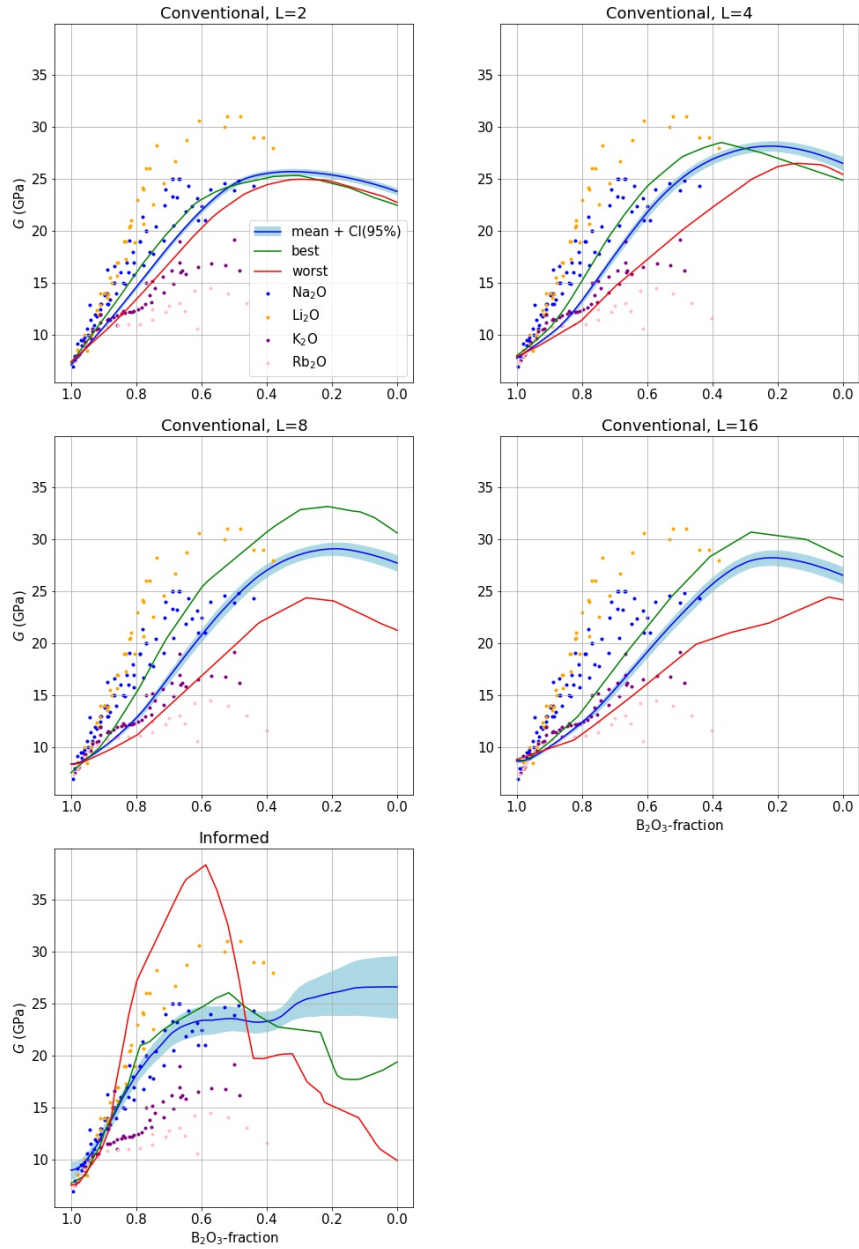 Conventional, L=2
G (GPa)
35
30
25
20
15
10
mean + CI(95%)
best
worst
Na₂O
Li₂O
K₂O
Rb₂O
1.0 0.8 0.6 0.4 0.2 0.0
Conventional, L=4
35
30
25
20
15
10
1.0 0.8 0.6 0.4 0.2 0.0
Conventional, L=8
G (GPa)
35
30
25
20
15
10
1.0 0.8 0.6 0.4 0.2 0.0
Conventional, L=16
35
30
25
20
15
10
1.0 0.8 0.6 0.4 0.2 0.0
B₂O₃-fraction
Informed
G (GPa)
35
30
25
20
15
10
1.0 0.8 0.6 0.4 0.2 0.0
B₂O₃-fraction